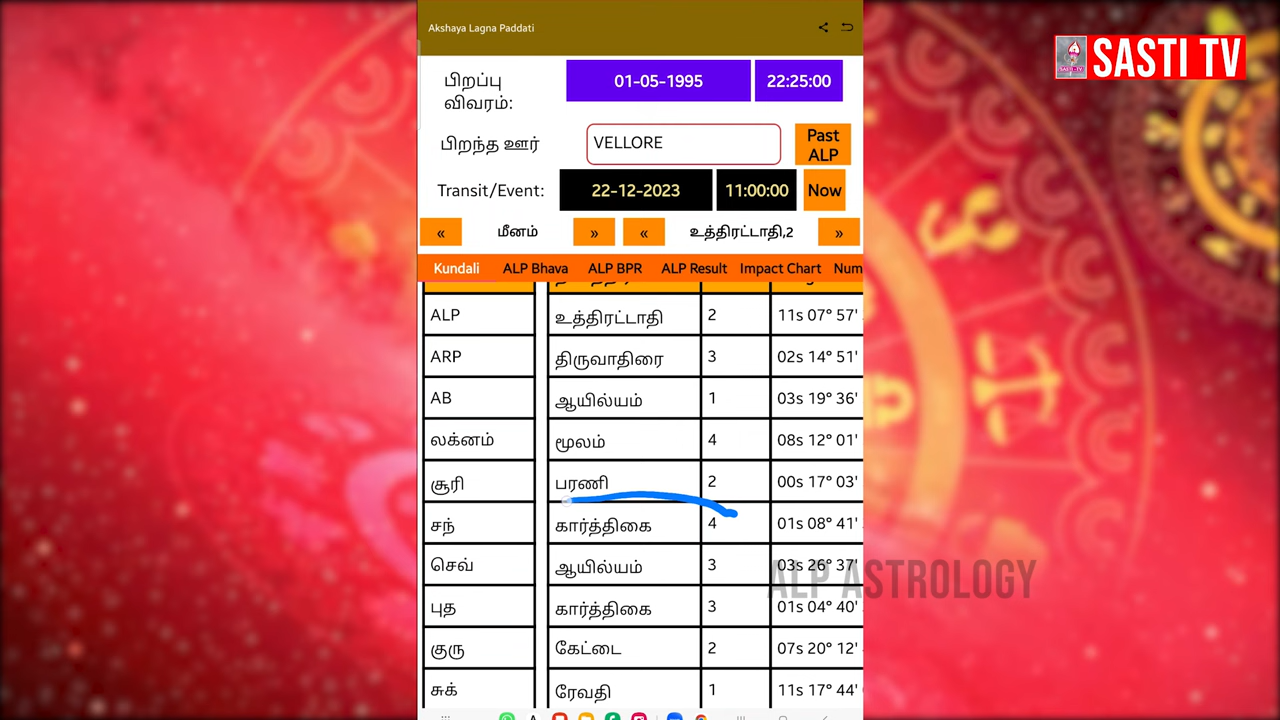 Akshaya Lagna Paddati
SASTI TV
பிறப்பு
விவரம்:
01-05-1995 22:25:00
பிறந்த ஊர் VELLORE Past
ALP
Transit/Event: 22-12-2023 11:00:00 Now
« மீனம் » « உத்திரட்டாதி,2 »
Kundali ALP Bhava ALP BPR ALP Result Impact Chart Num
ALP உத்திரட்டாதி 2 11s 07° 57'
ARP திருவாதிரை 3 02s 14° 51'
AB ஆயில்யம் 1 03s 19° 36'
லக்னம் மூலம் 4 08s 12° 01'
சூரி பரணி 2 00s 17° 03'
சந் கார்த்திகை 4 01s 08° 41'
செவ் ஆயில்யம் 3 03s 26° 37'
ALP ASTROLOGY
புத கார்த்திகை 3 01s 04° 40'
குரு கேட்டை 2 07s 20° 12'
சுக் ரேவதி 1 11s 17° 44'